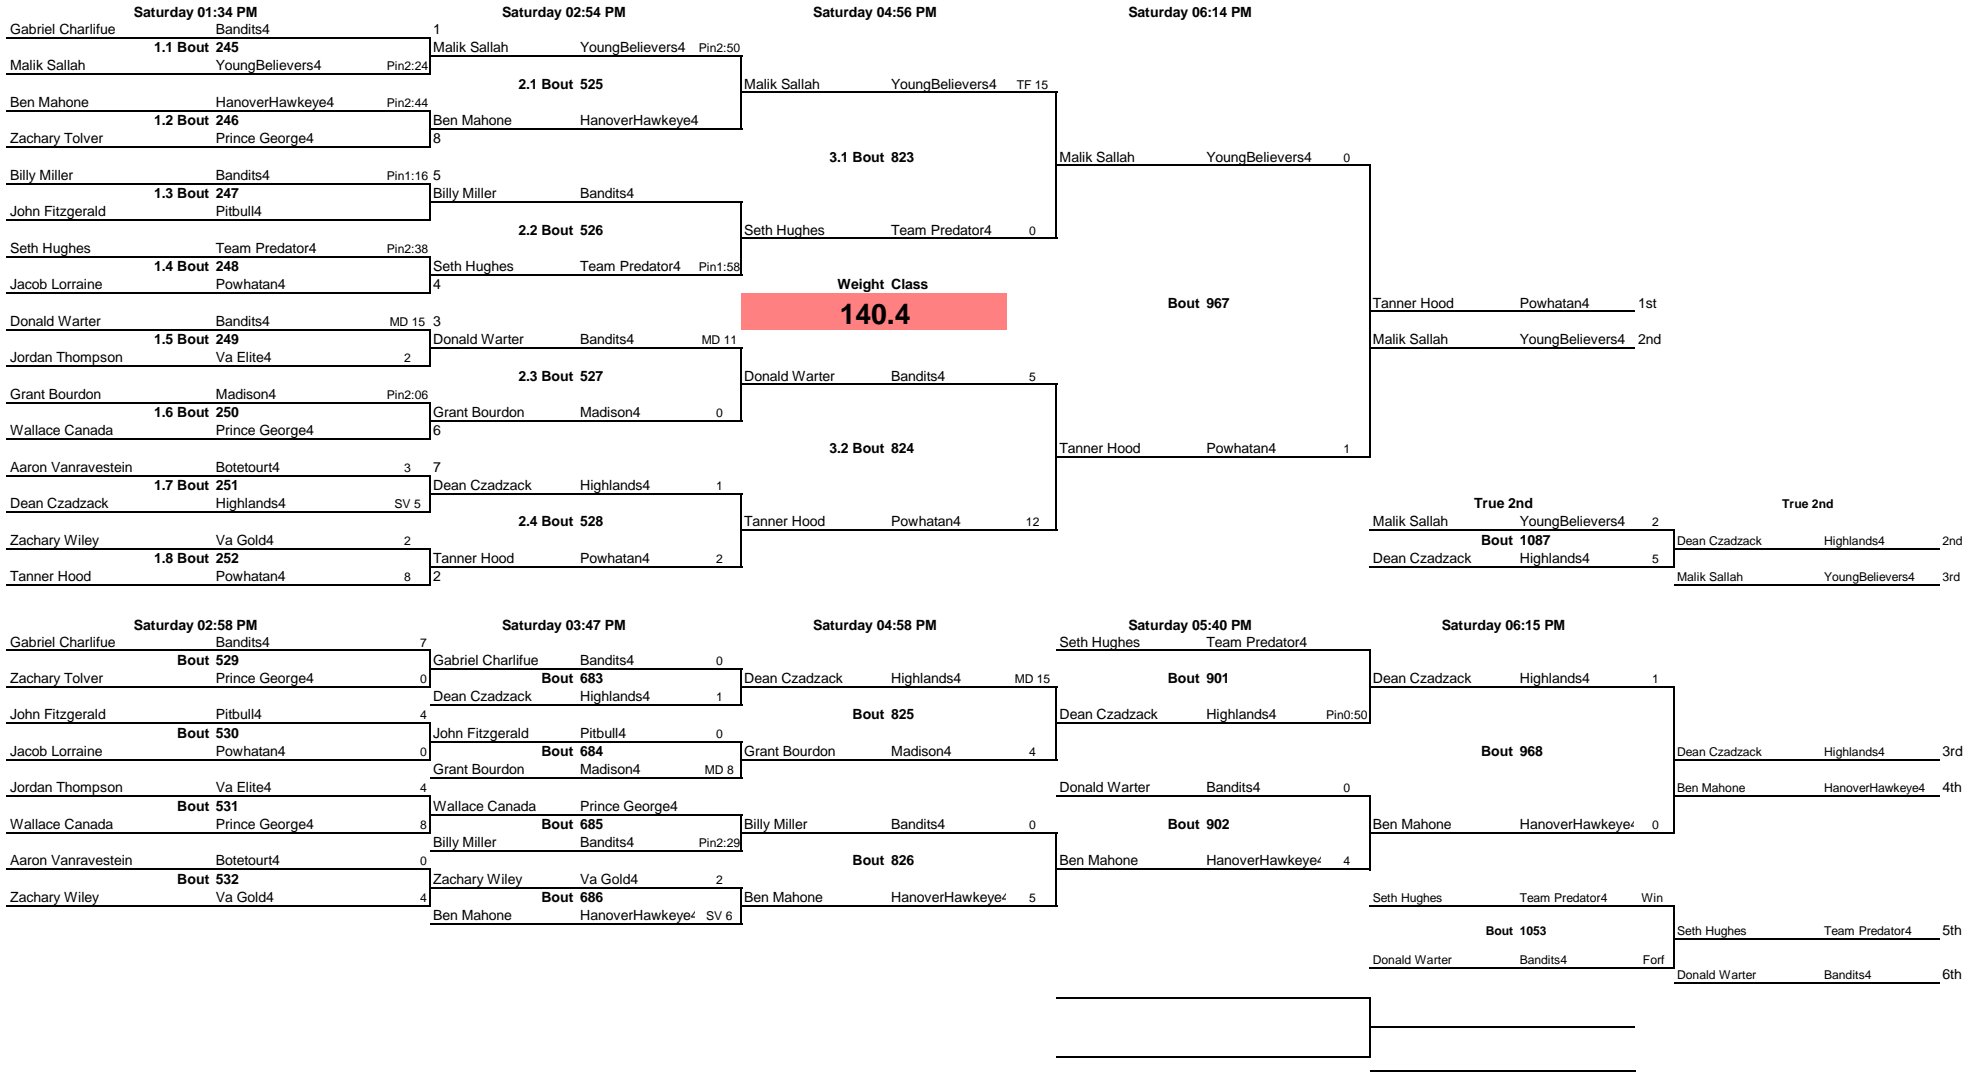 Saturday 01:34 PM Saturday 02:54 PM Saturday 04:56 PM Saturday 06:14 PM
Gabriel Charlifue Bandits4 1
1.1 Bout 245 Malik Sallah YoungBelievers4 Pin2:50
Malik Sallah YoungBelievers4 Pin2:24
2.1 Bout 525 Malik Sallah YoungBelievers4 TF 15
Ben Mahone HanoverHawkeye4 Pin2:44
1.2 Bout 246 Ben Mahone HanoverHawkeye4
Zachary Tolver Prince George4 8
3.1 Bout 823 Malik Sallah YoungBelievers4 0
Billy Miller Bandits4 Pin1:16 5
1.3 Bout 247 Billy Miller Bandits4
John Fitzgerald Pitbull4
2.2 Bout 526 Seth Hughes Team Predator4 0
Seth Hughes Team Predator4 Pin2:38
1.4 Bout 248 Seth Hughes Team Predator4 Pin1:58
Jacob Lorraine Powhatan4 4 Weight Class
Bout 967 Tanner Hood Powhatan4 1st
140.4
Donald Warter Bandits4 MD 15 3
1.5 Bout 249 Donald Warter Bandits4 MD 11 Malik Sallah YoungBelievers4 2nd
Jordan Thompson Va Elite4 2
2.3 Bout 527 Donald Warter Bandits4 5
Grant Bourdon Madison4 Pin2:06
1.6 Bout 250 Grant Bourdon Madison4 0
Wallace Canada Prince George4 6
3.2 Bout 824 Tanner Hood Powhatan4 1
Aaron Vanravestein Botetourt4 3 7
1.7 Bout 251 Dean Czadzack Highlands4 1
Dean Czadzack Highlands4 SV 5 True 2nd True 2nd
2.4 Bout 528 Tanner Hood Powhatan4 12 Malik Sallah YoungBelievers4 2
Zachary Wiley Va Gold4 2 Bout 1087 Dean Czadzack Highlands4 2nd
1.8 Bout 252 Tanner Hood Powhatan4 2 Dean Czadzack Highlands4 5
Tanner Hood Powhatan4 8 2 Malik Sallah YoungBelievers4 3rd
Saturday 02:58 PM Saturday 03:47 PM Saturday 04:58 PM Saturday 05:40 PM Saturday 06:15 PM
Gabriel Charlifue Bandits4 7 Seth Hughes Team Predator4
Bout 529 Gabriel Charlifue Bandits4 0
Zachary Tolver Prince George4 0 Bout 683 Dean Czadzack Highlands4 MD 15 Bout 901 Dean Czadzack Highlands4 1
Dean Czadzack Highlands4 1
John Fitzgerald Pitbull4 4 Bout 825 Dean Czadzack Highlands4 Pin0:50
Bout 530 John Fitzgerald Pitbull4 0
Jacob Lorraine Powhatan4 0 Bout 684 Grant Bourdon Madison4 4 Bout 968 Dean Czadzack Highlands4 3rd
Grant Bourdon Madison4 MD 8
Jordan Thompson Va Elite4 4 Donald Warter Bandits4 0 Ben Mahone HanoverHawkeye4 4th
Bout 531 Wallace Canada Prince George4
Wallace Canada Prince George4 8 Bout 685 Billy Miller Bandits4 0 Bout 902 Ben Mahone HanoverHawkeye4 0
Billy Miller Bandits4 Pin2:29
Aaron Vanravestein Botetourt4 0 Bout 826 Ben Mahone HanoverHawkeye4 4
Bout 532 Zachary Wiley Va Gold4 2
Zachary Wiley Va Gold4 4 Bout 686 Ben Mahone HanoverHawkeye4 5 Seth Hughes Team Predator4 Win
Ben Mahone HanoverHawkeye4 SV 6
Bout 1053 Seth Hughes Team Predator4 5th
Donald Warter Bandits4 Forf
Donald Warter Bandits4 6th